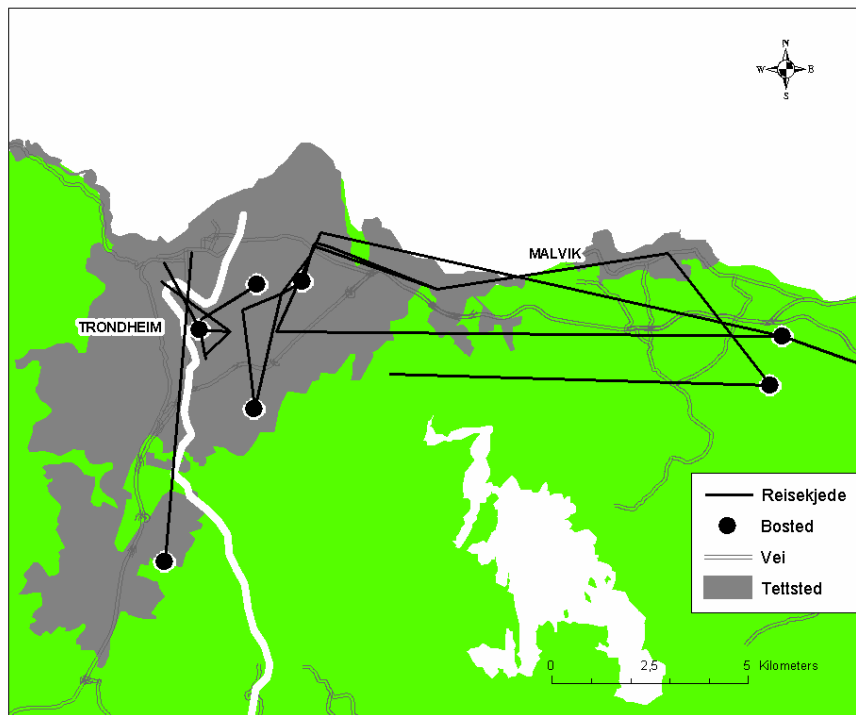 N
W E
S
MALVIK
TRONDHEIM
Reisekjede
Bosted
Vei
Tettsted
0 2,5 5 Kilometers